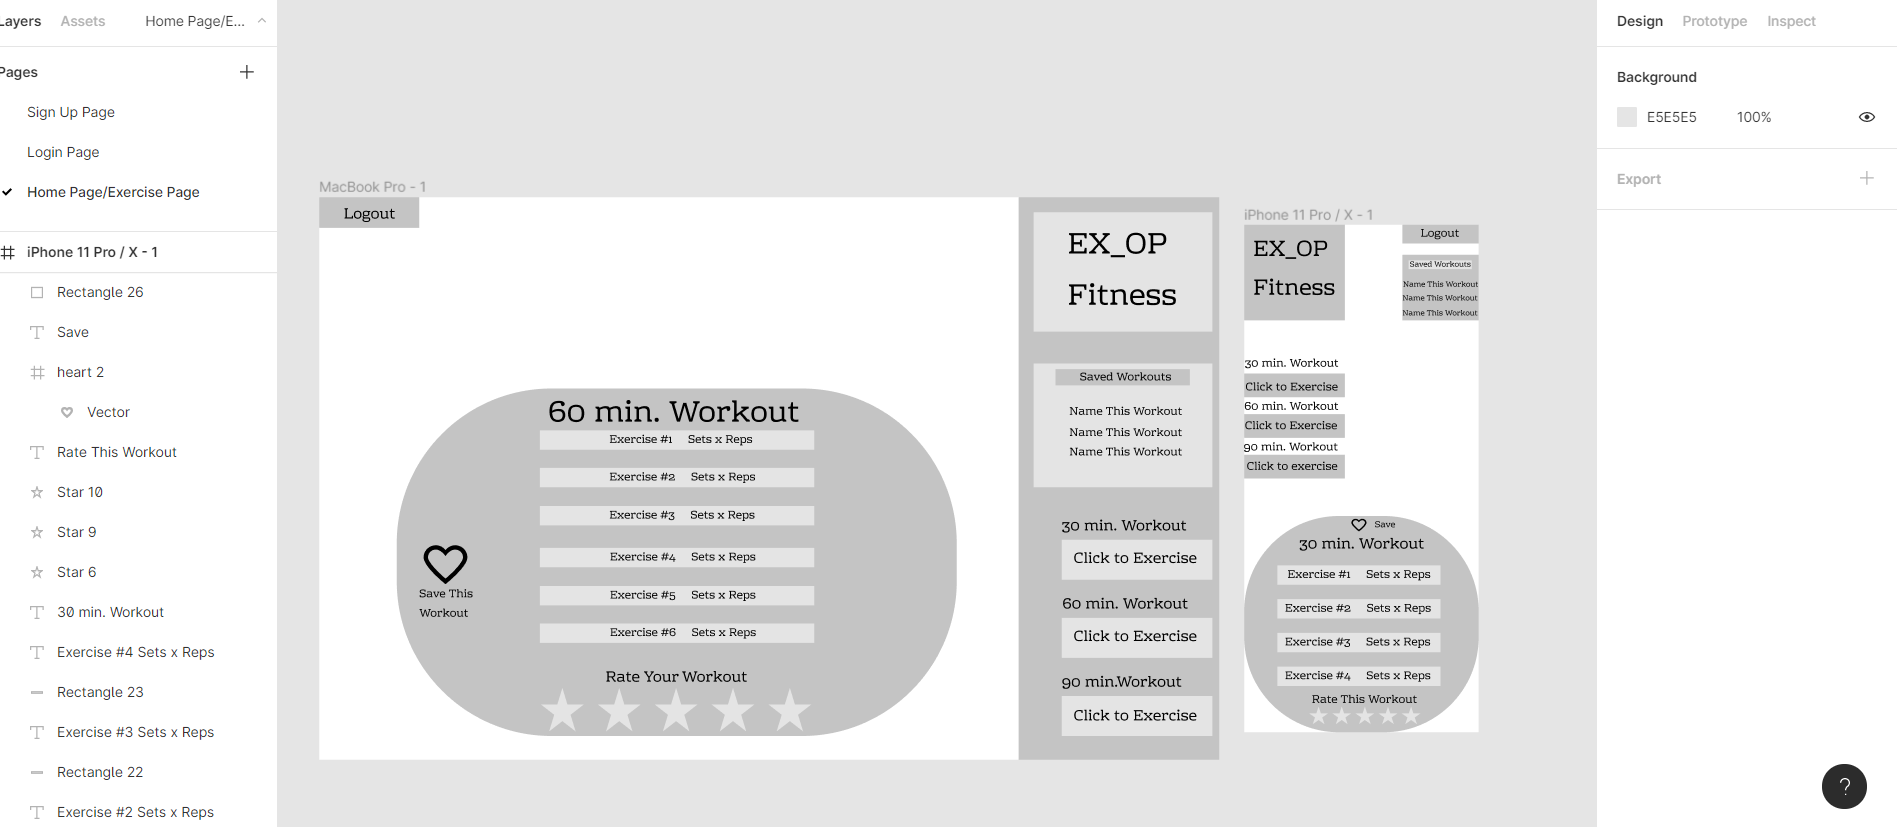 Layers Assets Home Page/E...
Pages
Sign Up Page
Login Page
Home Page/Exercise Page
iPhone 11 Pro / X - 1
Rectangle 26
Save
heart 2
Vector
Rate This Workout
Star 10
Star 9
Star 6
30 min. Workout
Exercise #4 Sets x Reps
Rectangle 23
Exercise #3 Sets x Reps
Rectangle 22
Exercise #2 Sets x Reps
MacBook Pro - 1
Logout
60 min. Workout
Exercise #1 Sets x Reps
Exercise #2 Sets x Reps
Exercise #3 Sets x Reps
Exercise #4 Sets x Reps
Exercise #5 Sets x Reps
Exercise #6 Sets x Reps
Save This
Workout
Rate Your Workout
EX_OP
Fitness
Saved Workouts
Name This Workout
Name This Workout
Name This Workout
30 min. Workout
Click to Exercise
60 min. Workout
Click to Exercise
90 min.Workout
Click to Exercise
iPhone 11 Pro / X - 1
EX_OP
Fitness
Logout
Saved Workouts
Name This Workout
Name This Workout
Name This Workout
30 min. Workout
Click to Exercise
60 min. Workout
Click to Exercise
90 min. Workout
Click to exercise
Save
30 min. Workout
Exercise #1 Sets x Reps
Exercise #2 Sets x Reps
Exercise #3 Sets x Reps
Exercise #4 Sets x Reps
Rate This Workout
Design Prototype Inspect
Background
E5E5E5 100%
Export
?